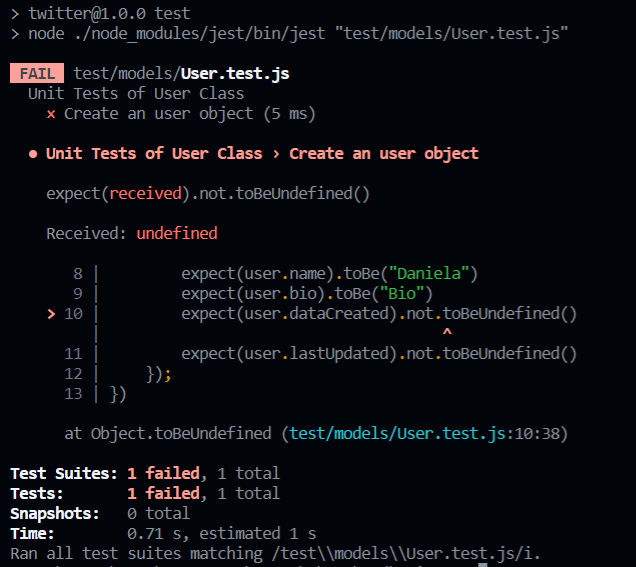 > twitter@1.0.0 test
> node ./node_modules/jest/bin/jest "test/models/User.test.js"
FAIL test/models/User.test.js
Unit Tests of User Class
× Create an user object (5 ms)
● Unit Tests of User Class › Create an user object
expect(received).not.toBeUndefined()
Received: undefined
8 | expect(user.name).toBe("Daniela")
9 | expect(user.bio).toBe("Bio")
> 10 | expect(user.dataCreated).not.toBeUndefined()
| ^
11 | expect(user.lastUpdated).not.toBeUndefined()
12 | });
13 | })
at Object.toBeUndefined (test/models/User.test.js:10:38)
Test Suites: 1 failed, 1 total
Tests: 1 failed, 1 total
Snapshots: 0 total
Time: 0.71 s, estimated 1 s
Ran all test suites matching /test\\models\\User.test.js/i.